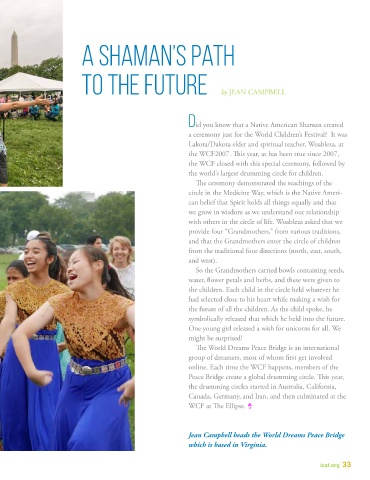 A SHAMAN'S PATH
TO THE FUTURE by JEAN CAMPBELL
Did you know that a Native American Shaman created
a ceremony just for the World Children's Festival? It was
Lakota/Dakota elder and spiritual teacher, Woableza, at
the WCF2007. This year, as has been true since 2007,
the WCF closed with this special ceremony, followed by
the world's largest drumming circle for children.
The ceremony demonstrated the teachings of the
circle in the Medicine Way, which is the Native Ameri-
can belief that Spirit holds all things equally and that
we grow in wisdom as we understand our relationship
with others in the circle of life. Woableza asked that we
provide four "Grandmothers," from various traditions,
and that the Grandmothers enter the circle of children
from the traditional four directions (north, east, south,
and west).
So the Grandmothers carried bowls containing seeds,
water, flower petals and herbs, and these were given to
the children. Each child in the circle held whatever he
had selected close to his heart while making a wish for
the future of all the children. As the child spoke, he
symbolically released that which he held into the future.
One young girl released a wish for unicorns for all. We
might be surprised!
The World Dreams Peace Bridge is an international
group of dreamers, most of whom first get involved
online. Each time the WCF happens, members of the
Peace Bridge create a global drumming circle. This year,
the drumming circles started in Australia, California,
Canada, Germany, and Iran, and then culminated at the
WCF at The Ellipse.
Jean Campbell heads the World Dreams Peace Bridge
which is based in Virginia.
icaf.org 33